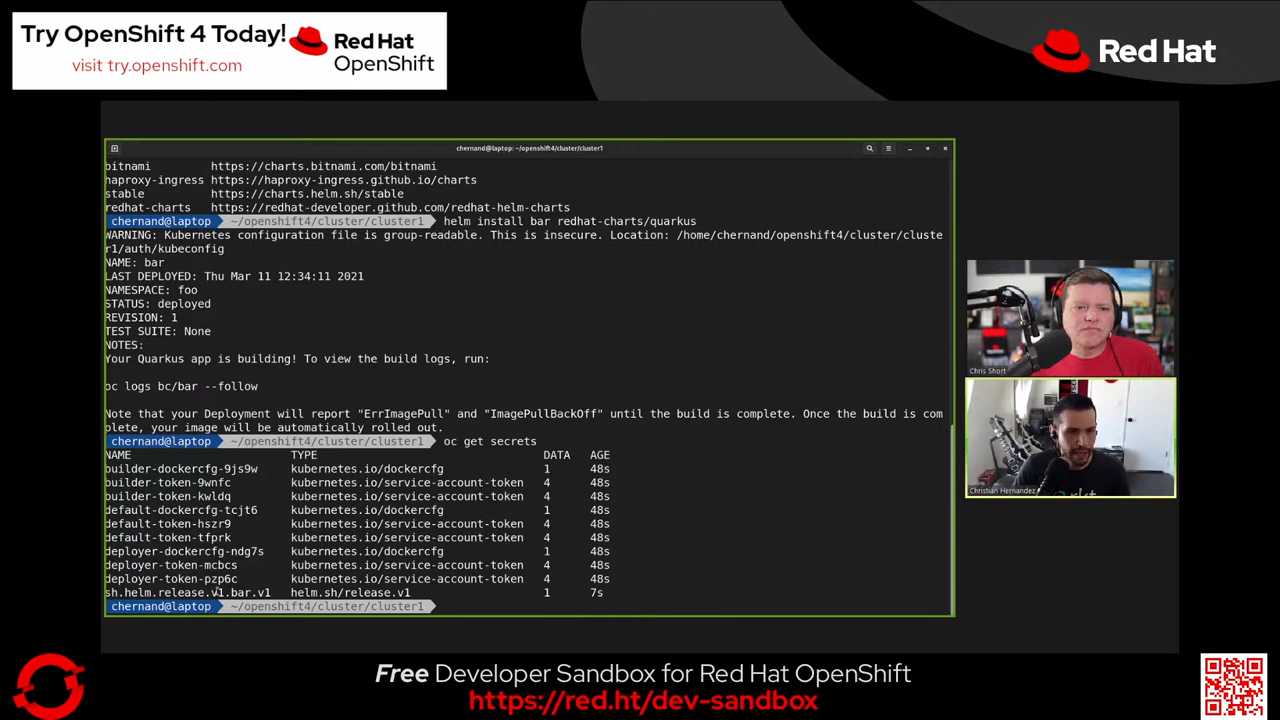 Try OpenShift 4 Today!
visit try.openshift.com
Red Hat
OpenShift
Red Hat
chernand@laptop: ~/openshift4/cluster/cluster1
bitnami https://charts.bitnami.com/bitnami
haproxy-ingress https://haproxy-ingress.github.io/charts
stable https://charts.helm.sh/stable
redhat-charts https://redhat-developer.github.com/redhat-helm-charts
chernand@laptop ~/openshift4/cluster/cluster1 helm install bar redhat-charts/quarkus
WARNING: Kubernetes configuration file is group-readable. This is insecure. Location: /home/chernand/openshift4/cluster/cluste
r1/auth/kubeconfig
NAME: bar
LAST DEPLOYED: Thu Mar 11 12:34:11 2021
NAMESPACE: foo
STATUS: deployed
REVISION: 1
TEST SUITE: None
NOTES:
Your Quarkus app is building! To view the build logs, run:
oc logs bc/bar --follow
Note that your Deployment will report "ErrImagePull" and "ImagePullBackOff" until the build is complete. Once the build is com
plete, your image will be automatically rolled out.
chernand@laptop ~/openshift4/cluster/cluster1 oc get secrets
NAME TYPE DATA AGE
builder-dockercfg-9js9w kubernetes.io/dockercfg 1 48s
builder-token-9wnfc kubernetes.io/service-account-token 4 48s
builder-token-kwldq kubernetes.io/service-account-token 4 48s
default-dockercfg-tcjt6 kubernetes.io/dockercfg 1 48s
default-token-hszr9 kubernetes.io/service-account-token 4 48s
default-token-tfprk kubernetes.io/service-account-token 4 48s
deployer-dockercfg-ndg7s kubernetes.io/dockercfg 1 48s
deployer-token-mcbcs kubernetes.io/service-account-token 4 48s
deployer-token-pzp6c kubernetes.io/service-account-token 4 48s
sh.helm.release.v1.bar.v1 helm.sh/release.v1 1 7s
chernand@laptop ~/openshift4/cluster/cluster1
Chris Short
Christian Hernandez
Free Developer Sandbox for Red Hat OpenShift
https://red.ht/dev-sandbox